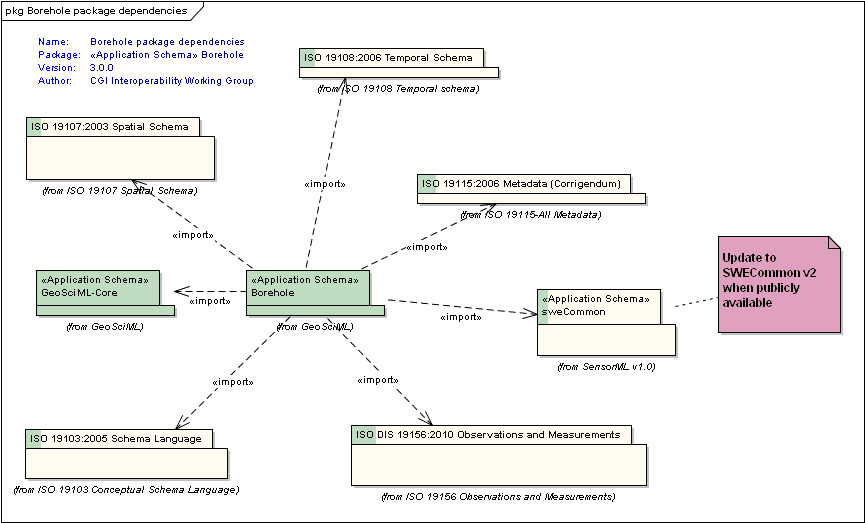 pkg Borehole package dependencies
Name: Borehole package dependencies
Package: «Application Schema» Borehole
Version: 3.0.0
Author: CGI Interoperability Working Group
ISO 19108:2006 Temporal Schema
(from ISO 19108 Temporal schema)
ISO 19107:2003 Spatial Schema
(from ISO 19107 Spatial Schema)
«import»
ISO 19115:2006 Metadata (Corrigendum)
(from ISO 19115-All Metadata)
«import»
«import»
Update to
SWECommon v2
when publicly
available
«Application Schema»
GeoSciML-Core
(from GeoSciML)
«import»
«Application Schema»
Borehole
(from GeoSciML)
«import»
«Application Schema»
sweCommon
(from SensorML v1.0)
«import»
«import»
ISO 19103:2005 Schema Language
(from ISO 19103 Conceptual Schema Language)
ISO DIS 19156:2010 Observations and Measurements
(from ISO 19156 Observations and Measurements)